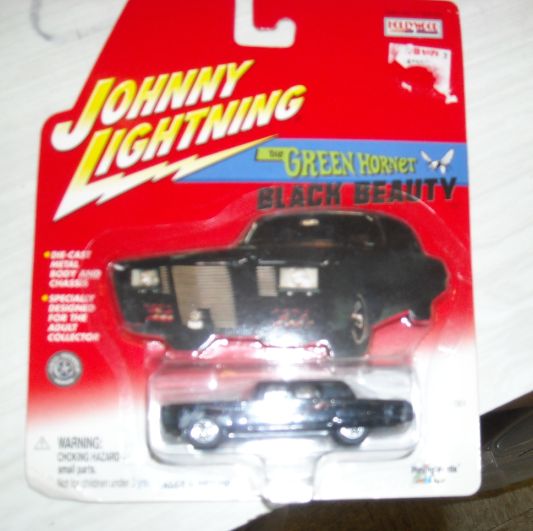 HOLLYWOOD
JOHNNY
LIGHTNING
THE GREEN HORNET
BLACK BEAUTY
DIE-CAST
METAL
BODY AND
CHASSIS
SPECIALLY
DESIGNED
FOR THE
ADULT
COLLECTOR
WARNING:
CHOKING HAZARD
small parts.
Not for children under 3